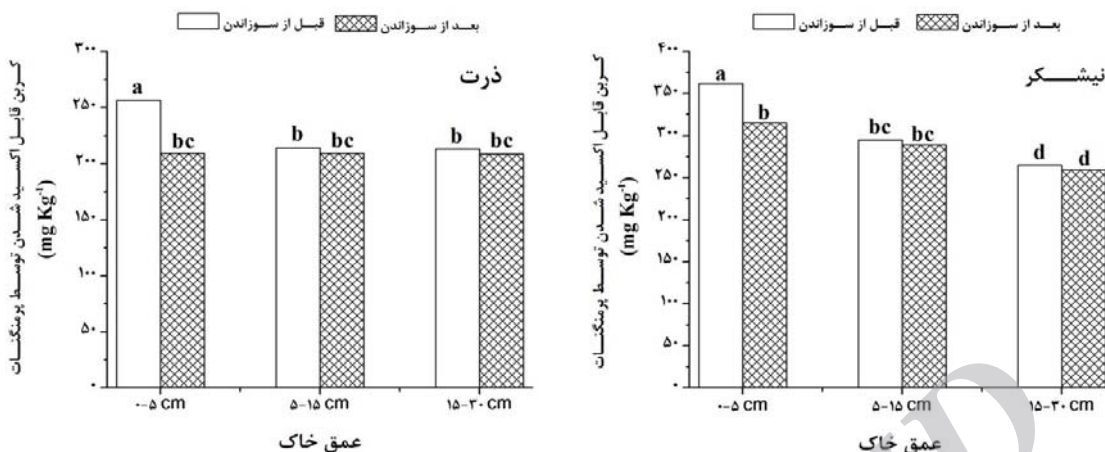 قبل از سوزاندن بعد از سوزاندن
ذرت
کربن قابل اکسید شدن توسط پرمنگنات
(mg Kg⁻¹)
۳۰۰
۲۵۰
۲۰۰
۱۵۰
۱۰۰
۵۰
۰
a bc b bc b bc
۰-۵ cm ۵-۱۵ cm ۱۵-۳۰ cm
عمق خاک
قبل از سوزاندن بعد از سوزاندن
نیشکر
کربن قابل اکسید شدن توسط پرمنگنات
(mg Kg⁻¹)
۴۰۰
۳۵۰
۳۰۰
۲۵۰
۲۰۰
۱۵۰
۱۰۰
۵۰
۰
a b bc bc d d
۰-۵ cm ۵-۱۵ cm ۱۵-۳۰ cm
عمق خاک